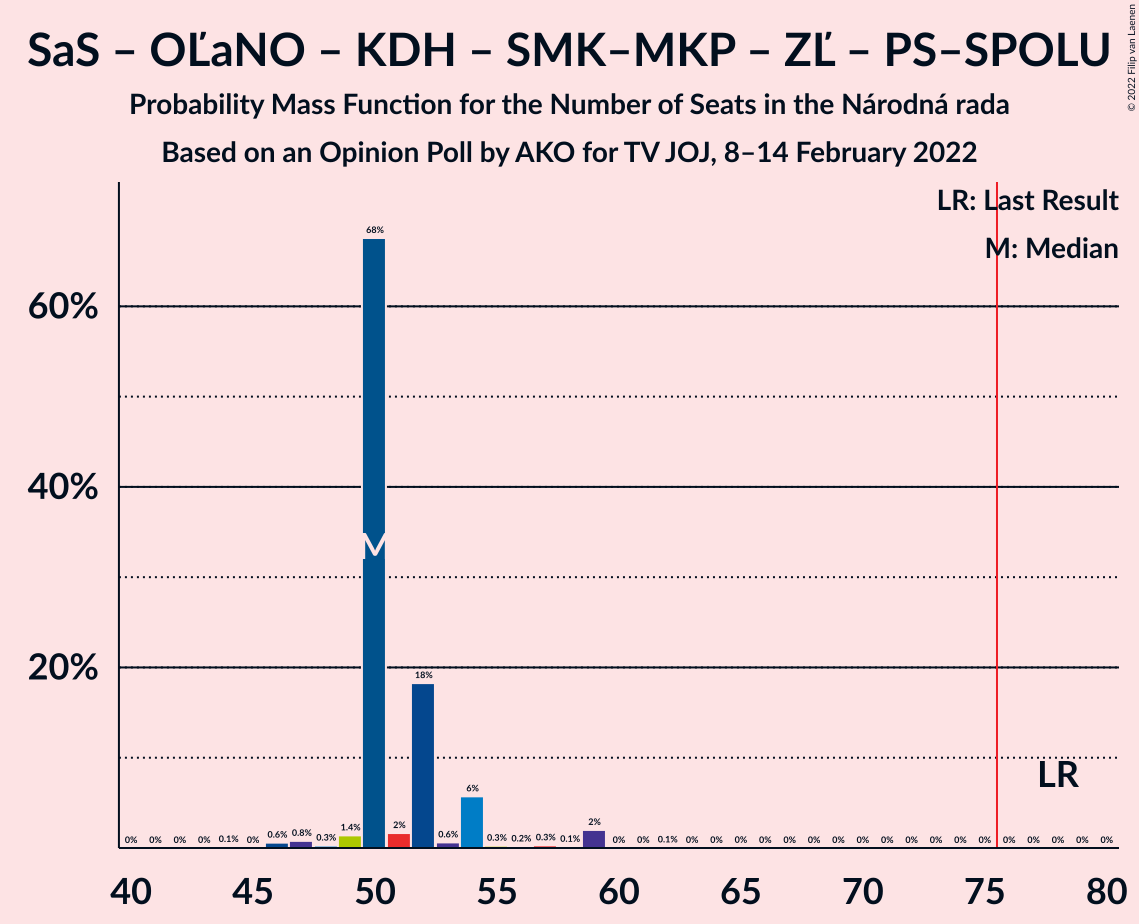 SaS – OĽaNO – KDH – SMK–MKP – ZĽ – PS–SPOLU
Probability Mass Function for the Number of Seats in the Národná rada
Based on an Opinion Poll by AKO for TV JOJ, 8–14 February 2022
© 2022 Filip van Laenen
LR: Last Result
M: Median
60%
40%
20%
68%
M
18%
LR
0% 0% 0% 0% 0.1% 0% 0.6% 0.8% 0.3% 1.4% 2% 0.6% 6% 0.3% 0.2% 0.3% 0.1% 2% 0% 0% 0.1% 0% 0% 0% 0% 0% 0% 0% 0% 0% 0% 0% 0% 0% 0% 0% 0% 0% 0%
40 45 50 55 60 65 70 75 80